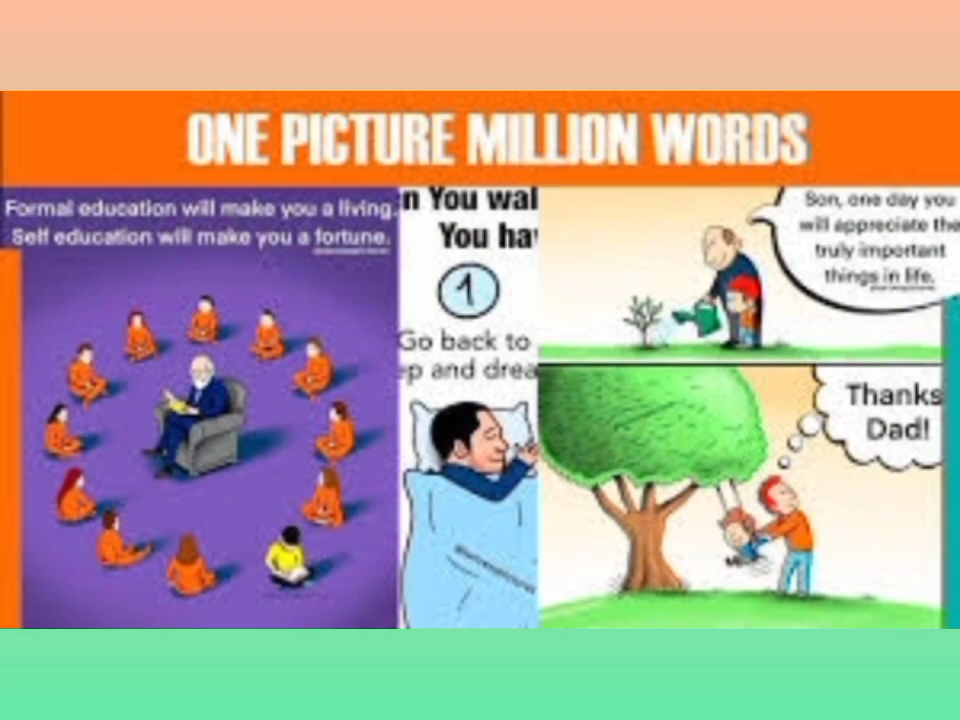 ONE PICTURE MILLION WORDS
Formal education will make you a living.
Self education will make you a fortune.
n You wal
You hav
1
Go back to
ep and drea
Son, one day you
will appreciate the
truly important
things in life.
Thanks
Dad!